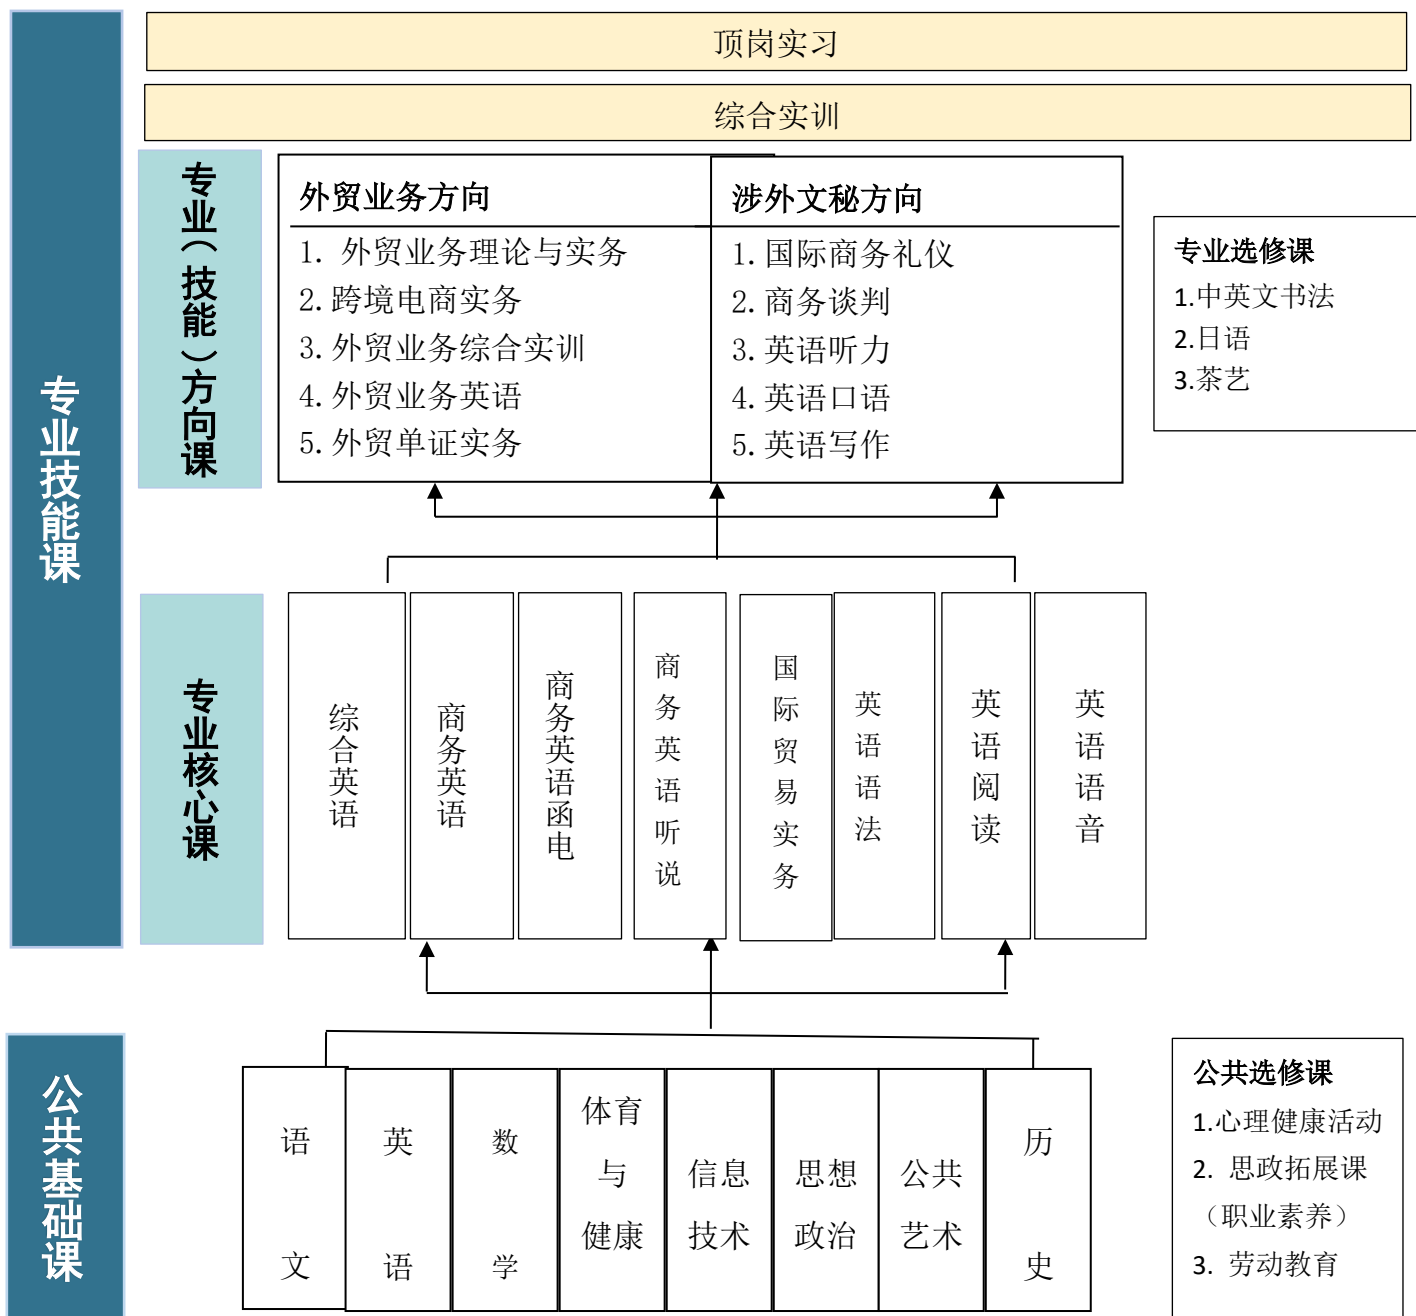 顶岗实习
综合实训
专业技能课
专业（技能）方向课
外贸业务方向
1. 外贸业务理论与实务
2.跨境电商实务
3.外贸业务综合实训
4.外贸业务英语
5.外贸单证实务
涉外文秘方向
1.国际商务礼仪
2.商务谈判
3.英语听力
4.英语口语
5.英语写作
专业选修课
1.中英文书法
2.日语
3.茶艺
专业核心课
综合英语
商务英语
商务英语函电
商务英语听说
国际贸易实务
英语语法
英语阅读
英语语音
公共基础课
语文
英语
数学
体育
与
健康
信息
技术
思想
政治
公共
艺术
历史
公共选修课
1.心理健康活动
2. 思政拓展课
（职业素养）
3. 劳动教育